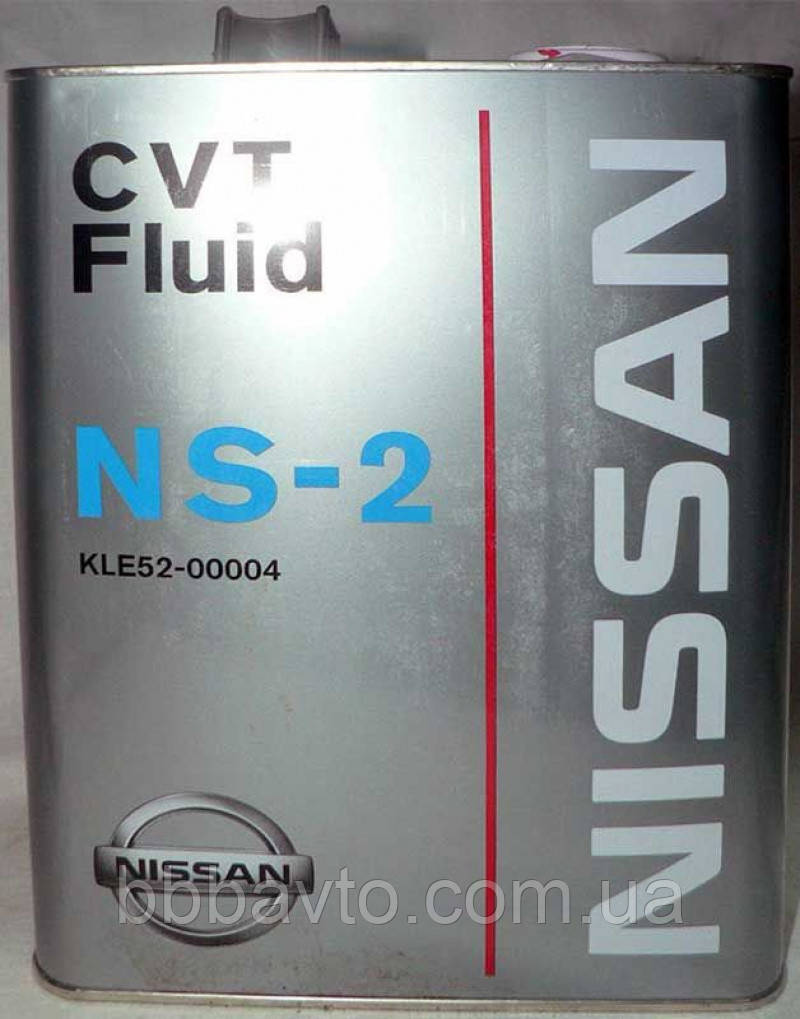 CVT
Fluid
NS-2
KLE52-00004
NISSAN
NISSAN
bbbavto.com.ua